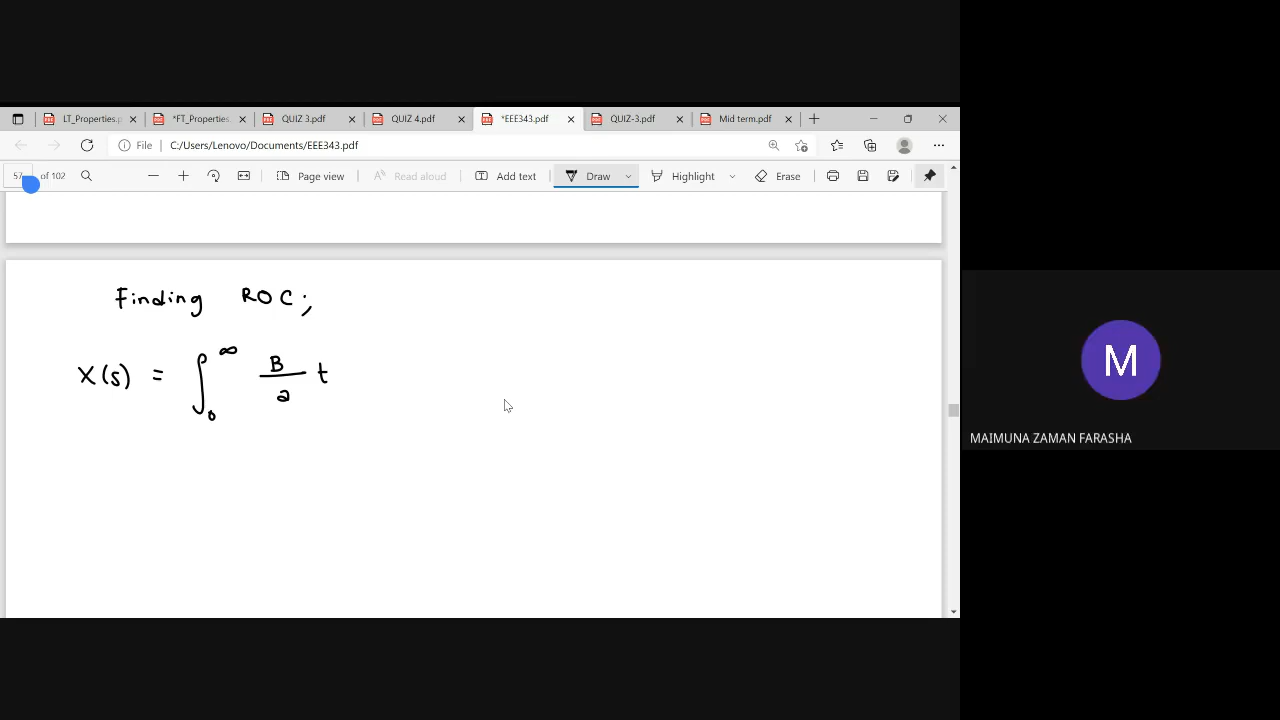 LT_Properties.p
*FT_Properties.
QUIZ 3.pdf
QUIZ 4.pdf
*EEE343.pdf
QUIZ-3.pdf
Mid term.pdf
File C:/Users/Lenovo/Documents/EEE343.pdf
57 of 102 Page view Read aloud Add text Draw Highlight Erase
Finding ROC;
X(s) = ∫₀^∞ B/2 t
M
MAIMUNA ZAMAN FARASHA